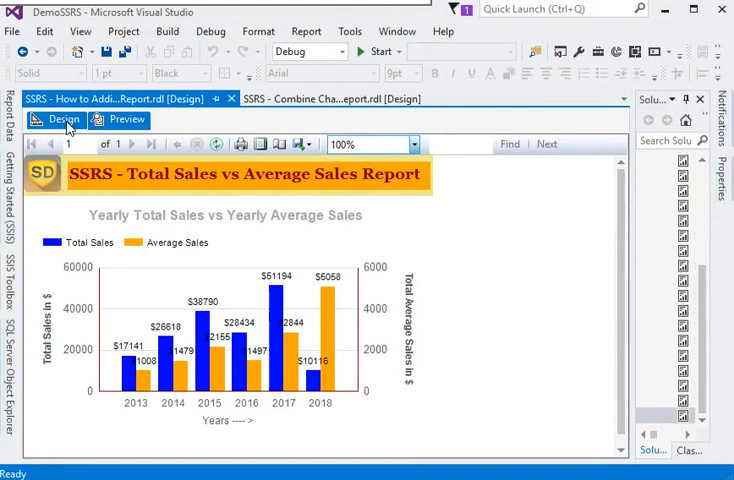 DemoSSRS - Microsoft Visual Studio
1
Quick Launch (Ctrl+Q)
File Edit View Project Build Debug Format Report Tools Window Help
Debug Start
Solid 1 pt Black Arial 9pt
SSRS - How to Addi...Report.rdl [Design] SSRS - Combine Cha...eport.rdl [Design] Solu...
Design Preview
Search Solu
1 of 1 100% Find Next
SD SSRS - Total Sales vs Average Sales Report
Yearly Total Sales vs Yearly Average Sales
Total Sales Average Sales
60000 40000 20000 0
Total Sales in $
$17141 $1008
$26618 $1479
$38790 $2155
$28434 $1497
$51194 $2844
$10116 $5058
6000 4000 2000 0
Total Average Sales in $
2013 2014 2015 2016 2017 2018
Years ---- >
Report Data
Getting Started (SSIS)
SSIS Toolbox
SQL Server Object Explorer
Notifications
Properties
Solu... Clas...
Ready